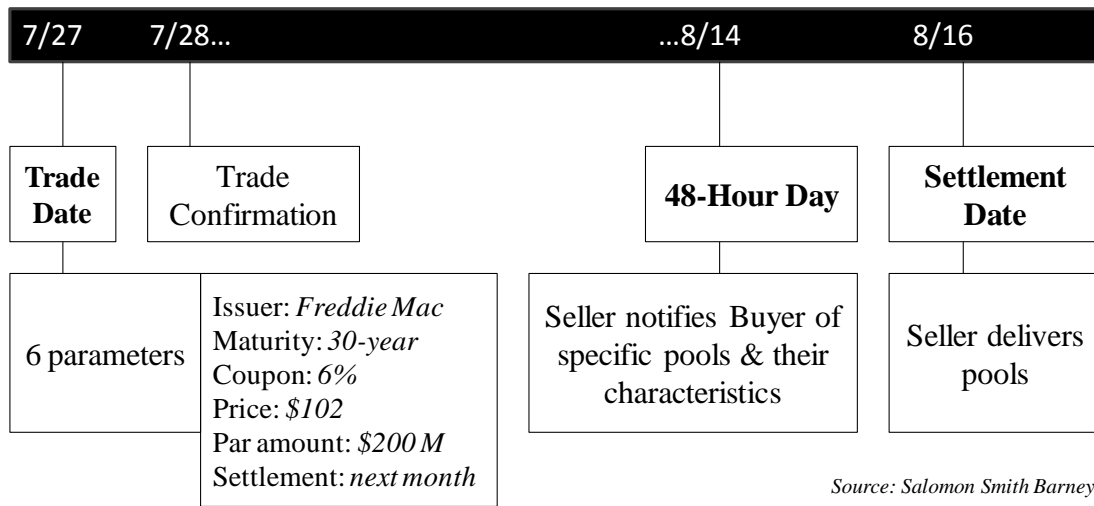 7/27 7/28... ...8/14 8/16
Trade
Date
Trade
Confirmation
48-Hour Day
Settlement
Date
6 parameters
Issuer: Freddie Mac
Maturity: 30-year
Coupon: 6%
Price: $102
Par amount: $200 M
Settlement: next month
Seller notifies Buyer of
specific pools & their
characteristics
Seller delivers
pools
Source: Salomon Smith Barney